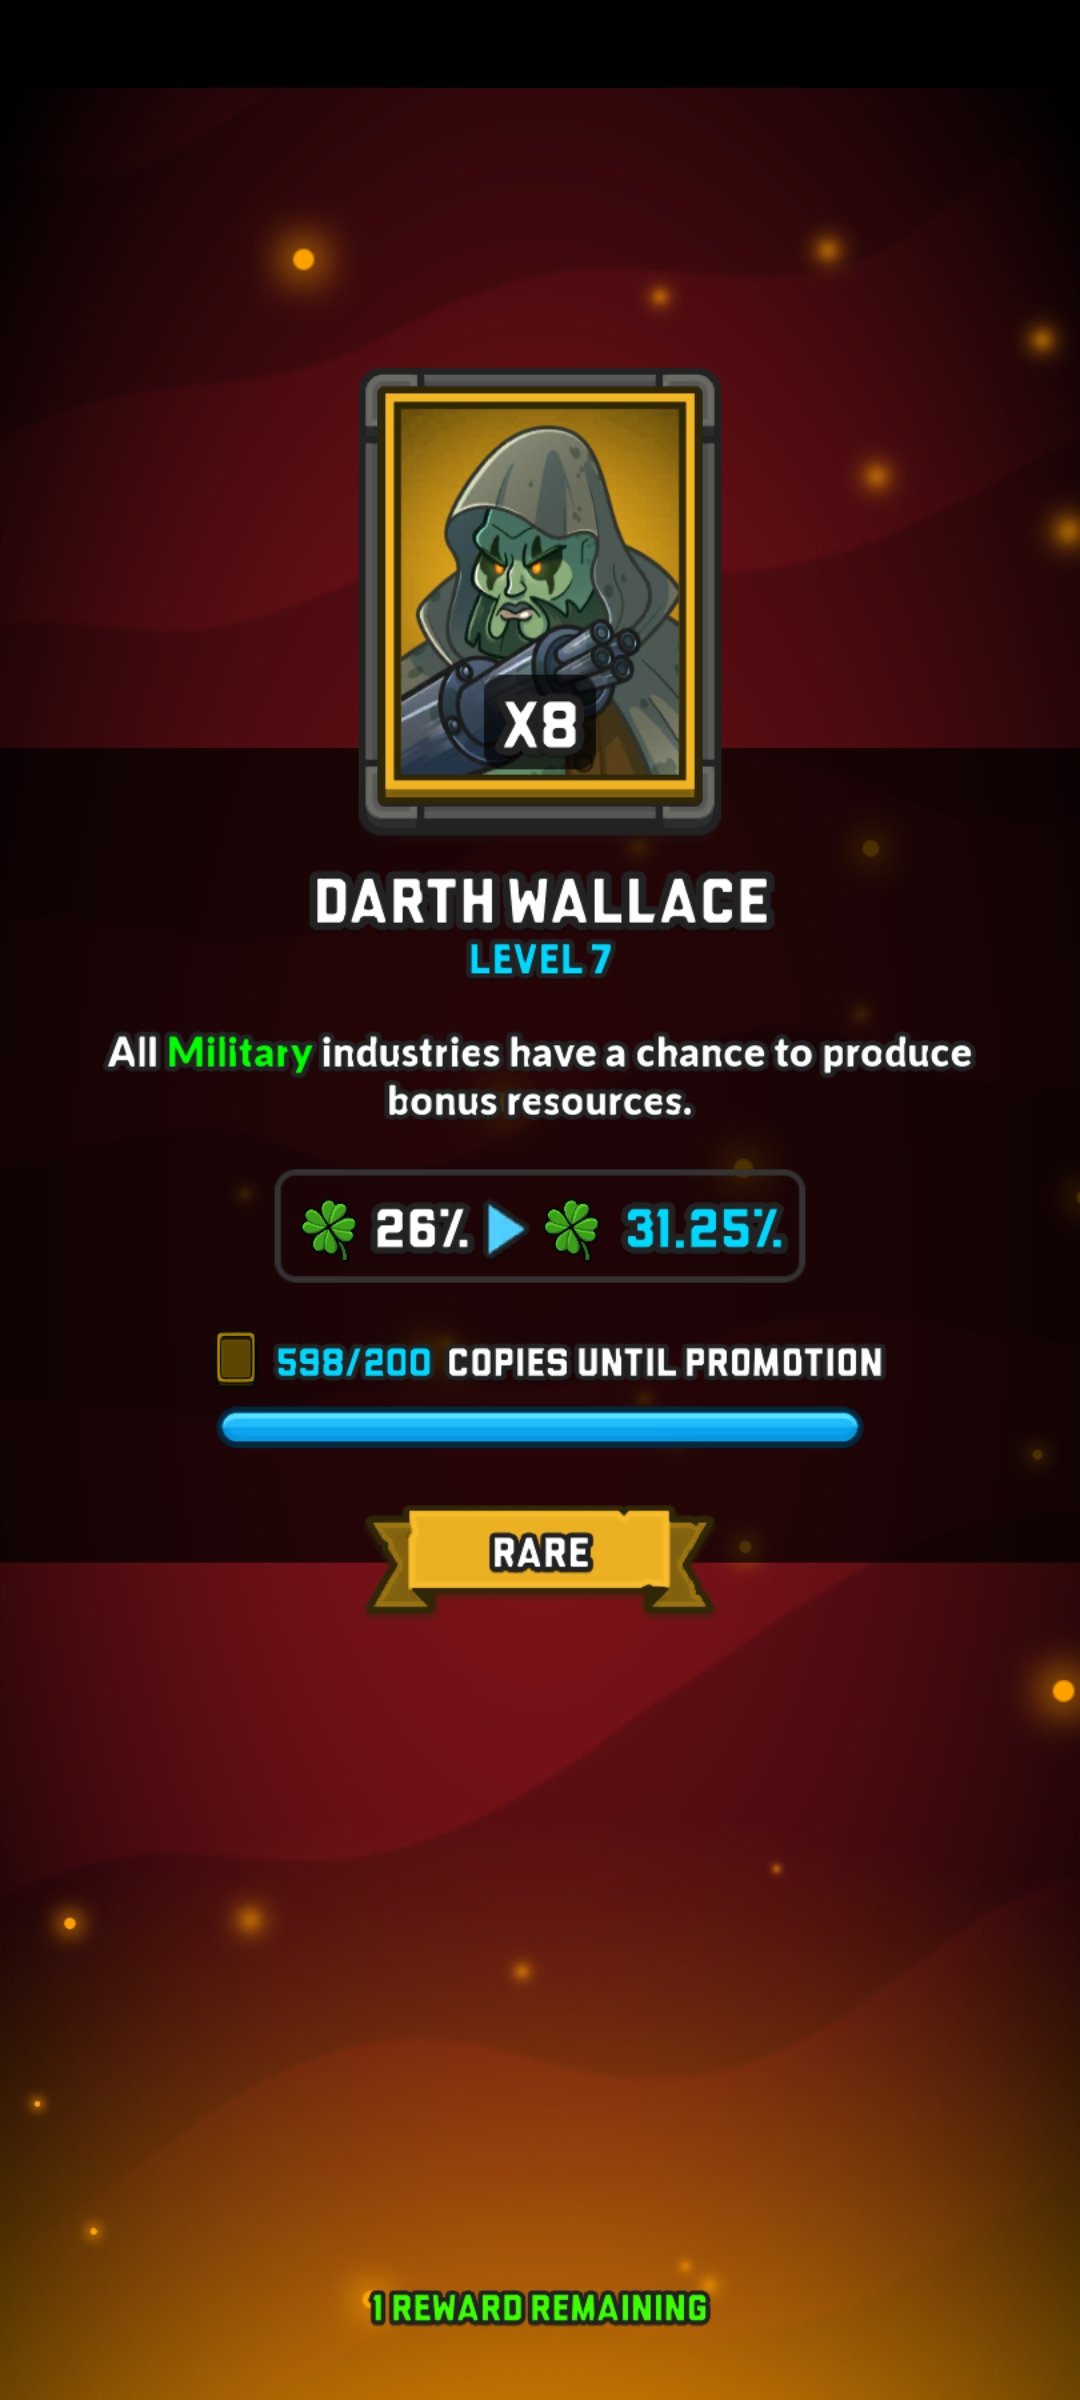 X8
DARTH WALLACE
LEVEL 7
All Military industries have a chance to produce
bonus resources.
26% 31.25%
598/200 COPIES UNTIL PROMOTION
RARE
1 REWARD REMAINING